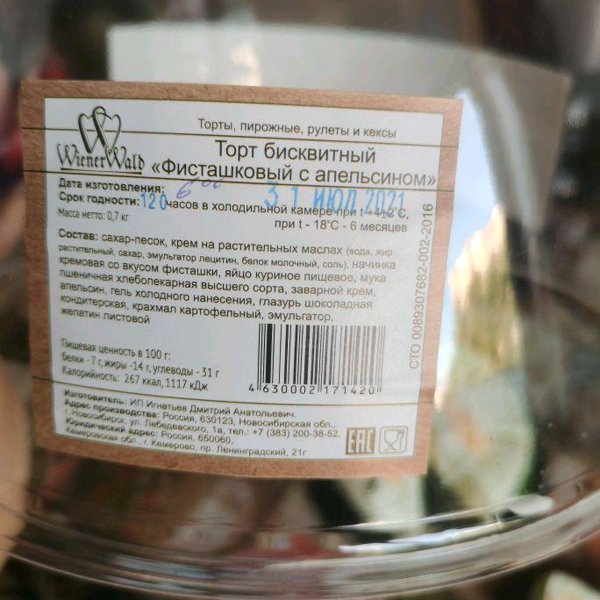 Торты, пирожные, рулеты и кексы
WienerWald
Торт бисквитный
«Фисташковый с апельсином»
Дата изготовления: 6 00 31 ИЮЛ 2021
Срок годности: 120 часов в холодильной камере при t +4±2 С,
Масса нетто: 0,7 кг
при t - 18°С - 6 месяцев
Состав: сахар-песок, крем на растительных маслах (вода, жир
растительный, сахар, эмульгатор лецитин, белок молочный, соль), начинка
кремовая со вкусом фисташки, яйцо куриное пищевое, мука
пшеничная хлебопекарная высшего сорта, заварной крем,
апельсин, гель холодного нанесения, глазурь шоколадная
кондитерская, крахмал картофельный, эмульгатор,
желатин листовой
Пищевая ценность в 100 г:
белки - 7 г, жиры -14 г, углеводы - 31 г
Калорийность: 267 ккал, 1117 кДж
4 630002 171420
Изготовитель: ИП Игнатьев Дмитрий Анатольевич.
Адрес производства: Россия, 630123, Новосибирская обл.,
г. Новосибирск, ул. Лебедевского, 1а, тел.: +7 (383) 200-38-52.
Юридический адрес: Россия, 650060,
Кемеровская обл., г. Кемерово, пр. Ленинградский, 21г
EAC
СТО 0089307682-002-2016